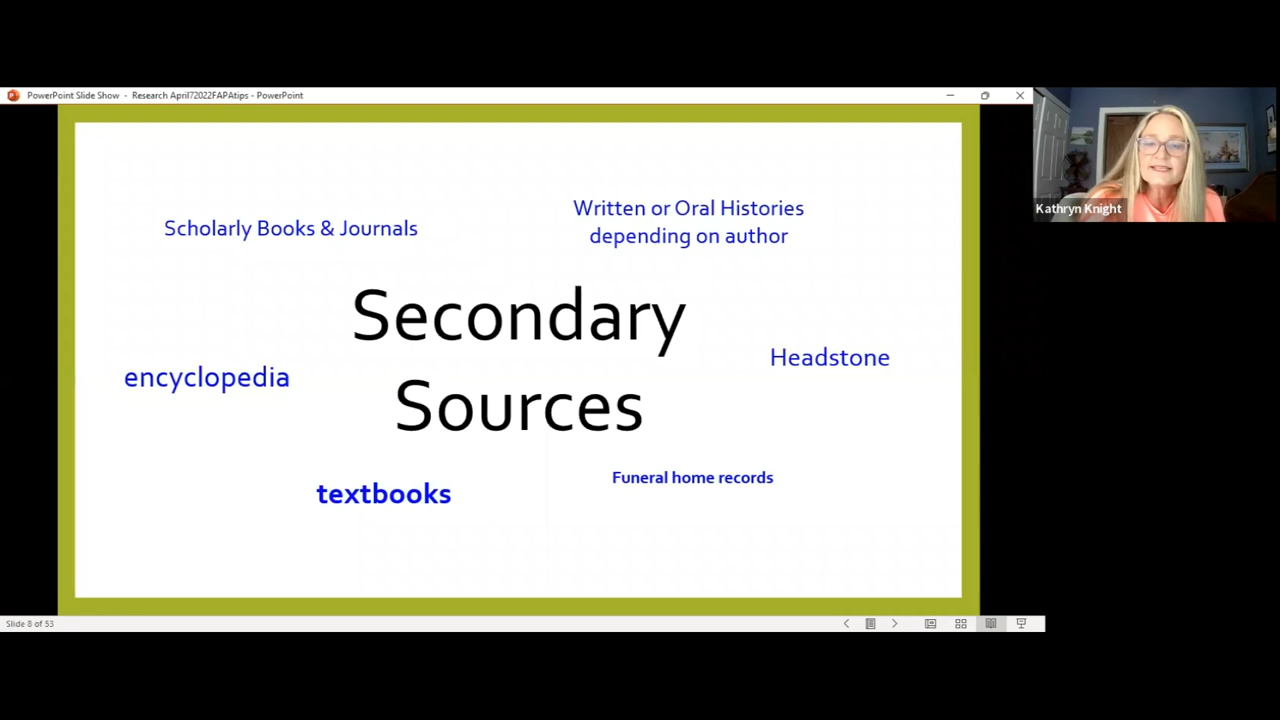 PowerPoint Slide Show - Research April72022FAPAtips - PowerPoint
Kathryn Knight
Scholarly Books & Journals
Written or Oral Histories
depending on author
Secondary
Sources
encyclopedia
Headstone
textbooks
Funeral home records
Slide 8 of 53